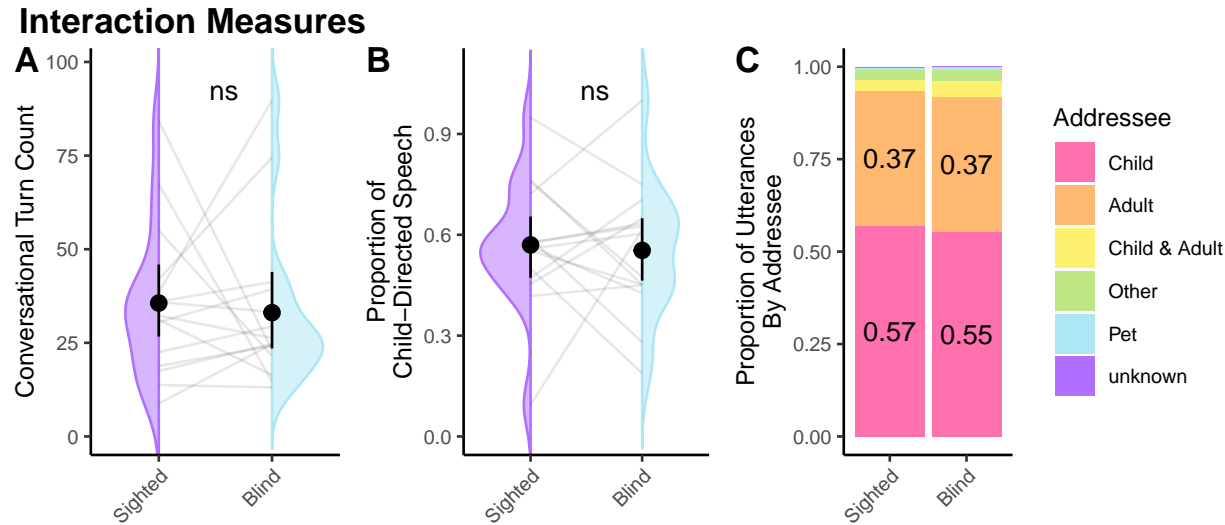 Interaction Measures
A
Conversational Turn Count
100
75
50
25
0
ns
Sighted
Blind
B
Proportion of
Child−Directed Speech
0.9
0.6
0.3
0.0
ns
Sighted
Blind
C
Proportion of Utterances
By Addressee
1.00
0.75
0.50
0.25
0.00
0.37
0.37
0.57
0.55
Sighted
Blind
Addressee
Child
Adult
Child & Adult
Other
Pet
unknown